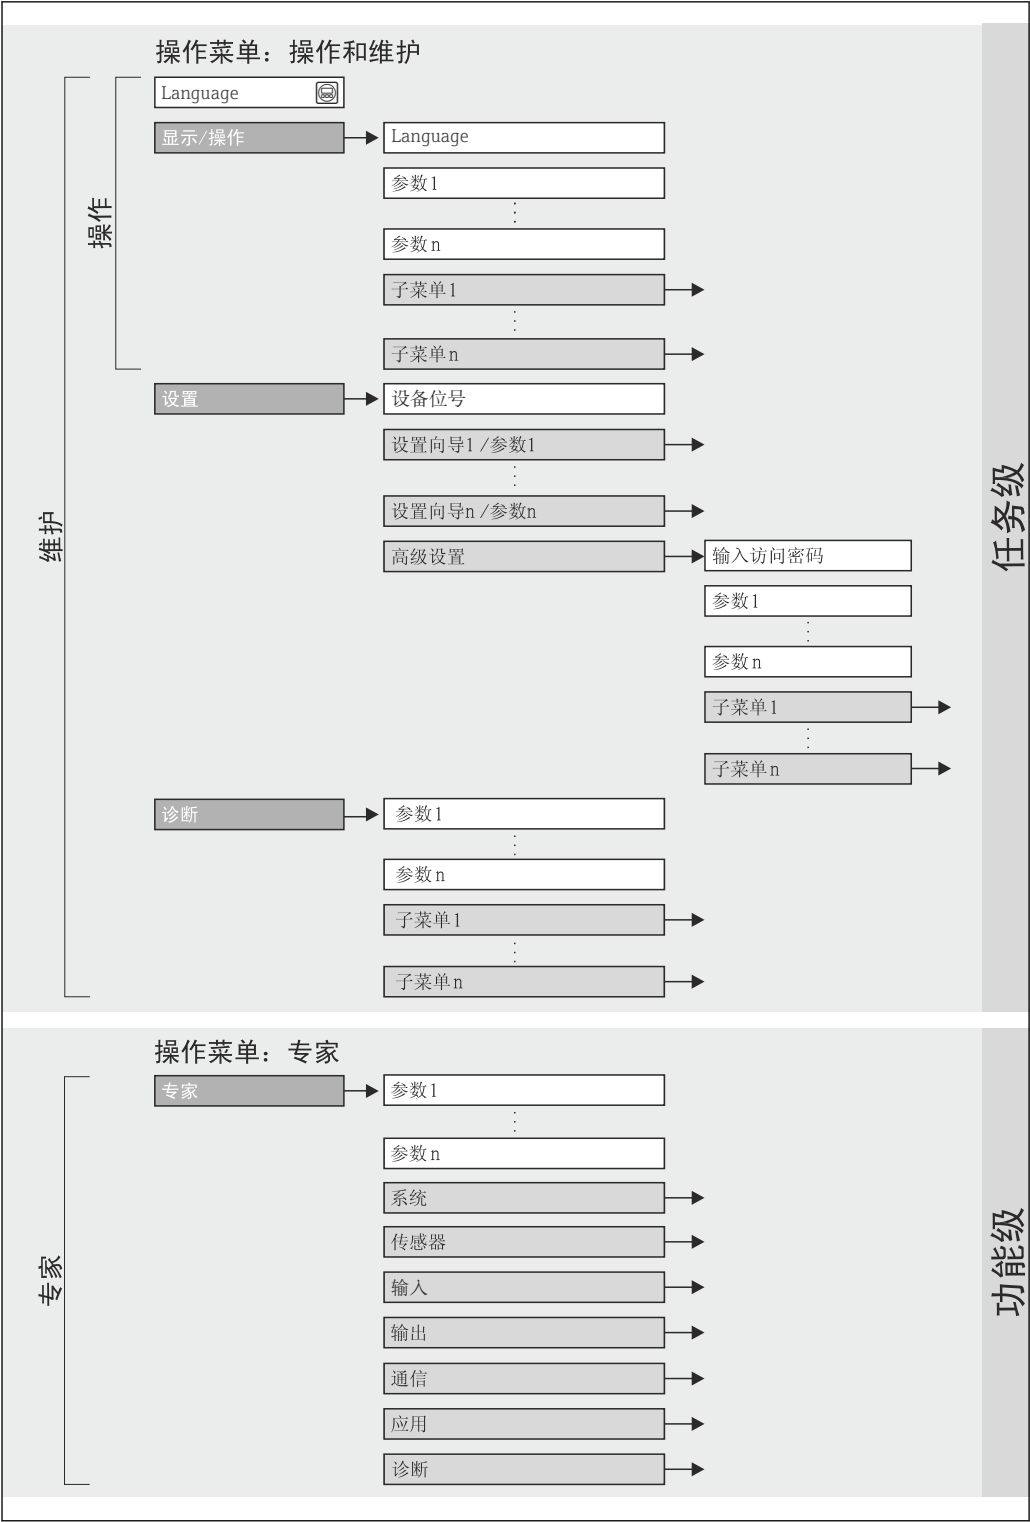 操作菜单：操作和维护
Language
显示/操作
Language
参数1
参数n
子菜单1
子菜单n
操作
设置
设备位号
设置向导1 /参数1
设置向导n /参数n
高级设置
输入访问密码
参数1
参数n
子菜单1
子菜单n
维护
任务级
诊断
参数1
参数n
子菜单1
子菜单n
操作菜单：专家
专家
参数1
参数n
系统
传感器
输入
输出
通信
应用
诊断
专家
功能级